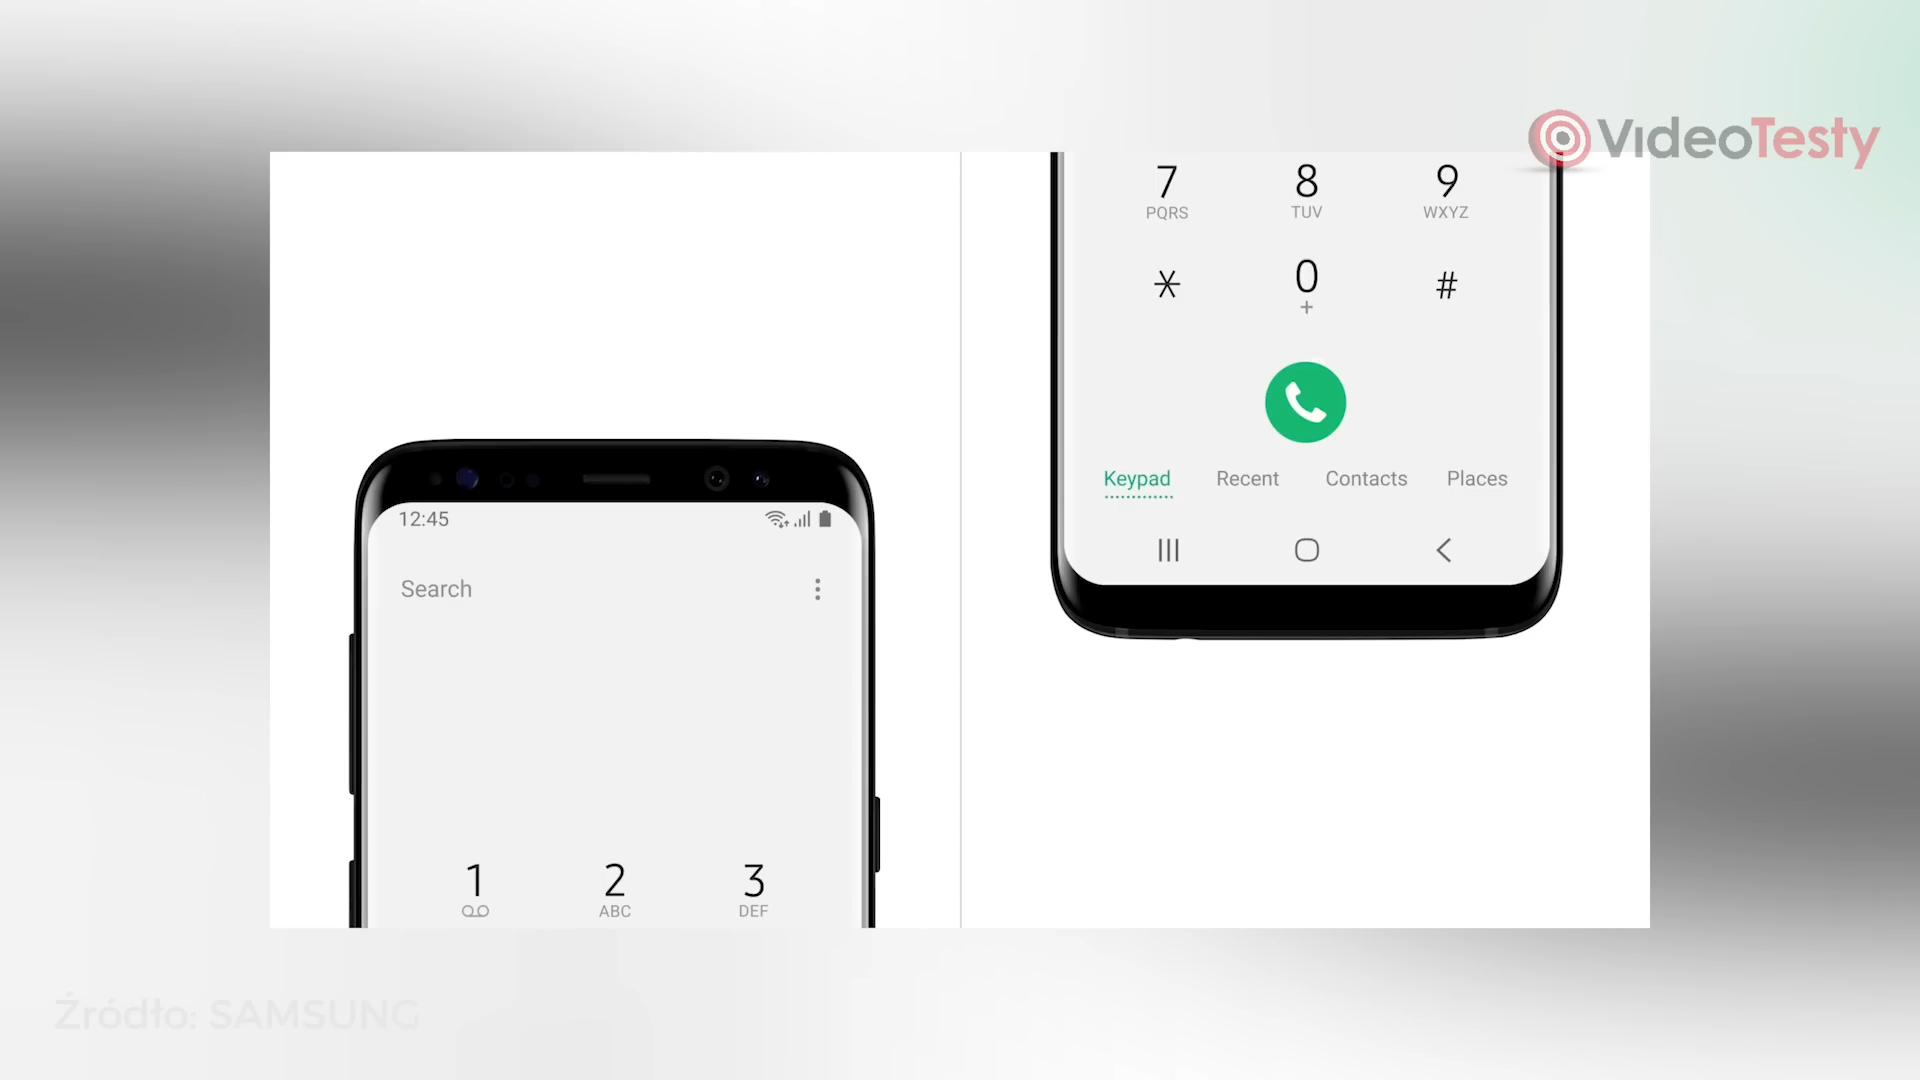 VideoTesty
12:45
Search
1 2 3
ABC DEF
7 8 9
PQRS TUV WXYZ
* 0 #
+
Keypad Recent Contacts Places
Źródło: SAMSUNG